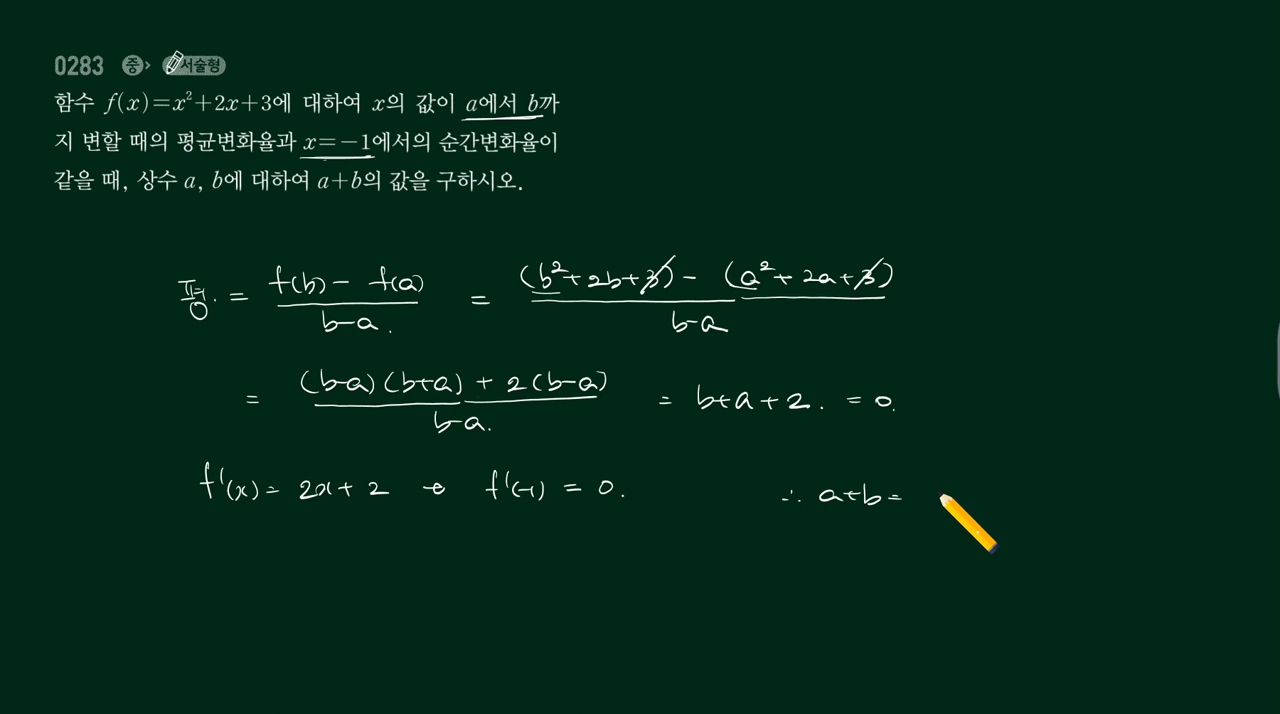 0283 중 서술형
함수 f(x)=x²+2x+3에 대하여 x의 값이 a에서 b까
지 변할 때의 평균변화율과 x=−1에서의 순간변화율이
같을 때, 상수 a, b에 대하여 a+b의 값을 구하시오.
평. = (f(b) − f(a))/(b−a). = ((b²+2b+3) − (a²+2a+3))/(b−a)
= ((b−a)(b+a) + 2(b−a))/(b−a). = b+a+2. = 0.
f'(x) = 2x+2 → f'(−1) = 0. ∴ a+b =